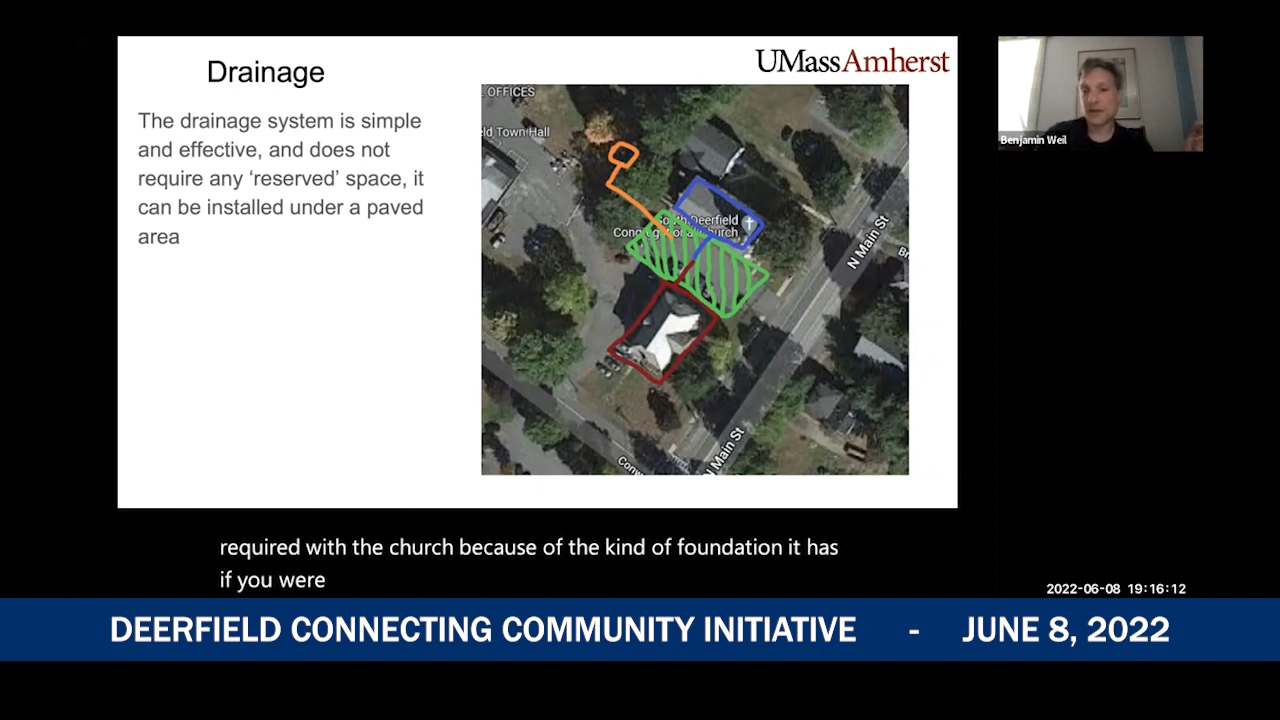 Drainage
UMassAmherst
The drainage system is simple
and effective, and does not
require any ‘reserved’ space, it
can be installed under a paved
area
L OFFICES
eld Town Hall
South Deerfield
Congregational Church
N Main St
Br
N Main St
Conw
Benjamin Weil
required with the church because of the kind of foundation it has
if you were
2022-06-08 19:16:12
DEERFIELD CONNECTING COMMUNITY INITIATIVE - JUNE 8, 2022